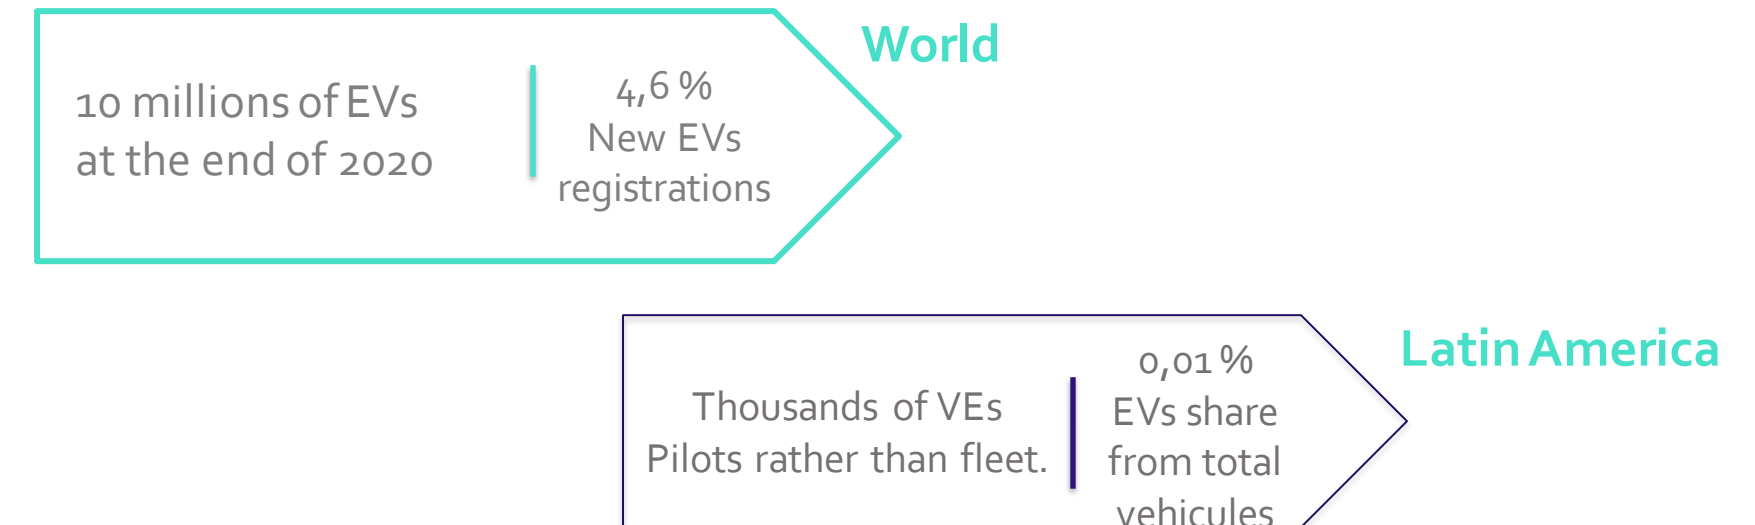 World
10 millions of EVs
at the end of 2020
4,6 %
New EVs
registrations
Latin America
Thousands of VEs
Pilots rather than fleet.
0,01 %
EVs share
from total
vehicules